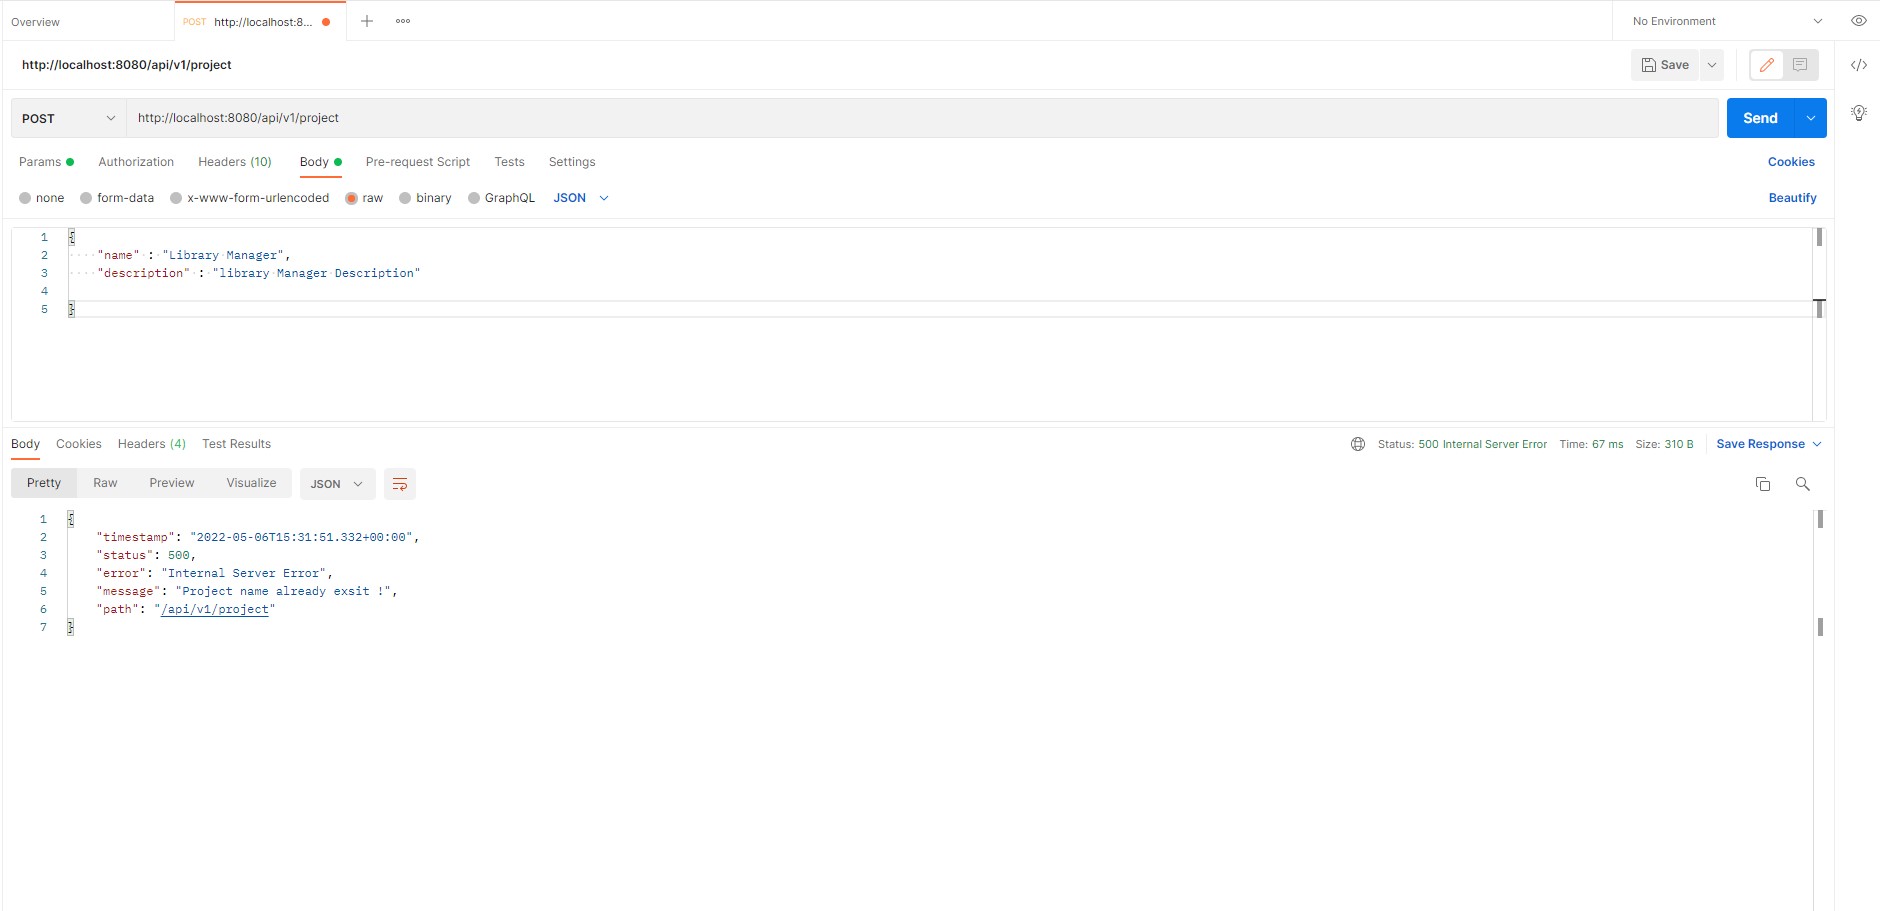 Overview
POST http://localhost:8...
No Environment
http://localhost:8080/api/v1/project
Save
POST
http://localhost:8080/api/v1/project
Send
Params
Authorization
Headers (10)
Body
Pre-request Script
Tests
Settings
Cookies
none
form-data
x-www-form-urlencoded
raw
binary
GraphQL
JSON
Beautify
1 {
2 "name" : "Library Manager",
3 "description" : "library Manager Description"
4
5 }
Body
Cookies
Headers (4)
Test Results
Status: 500 Internal Server Error Time: 67 ms Size: 310 B
Save Response
Pretty
Raw
Preview
Visualize
JSON
1 {
2 "timestamp": "2022-05-06T15:31:51.332+00:00",
3 "status": 500,
4 "error": "Internal Server Error",
5 "message": "Project name already exsit !",
6 "path": "/api/v1/project"
7 }